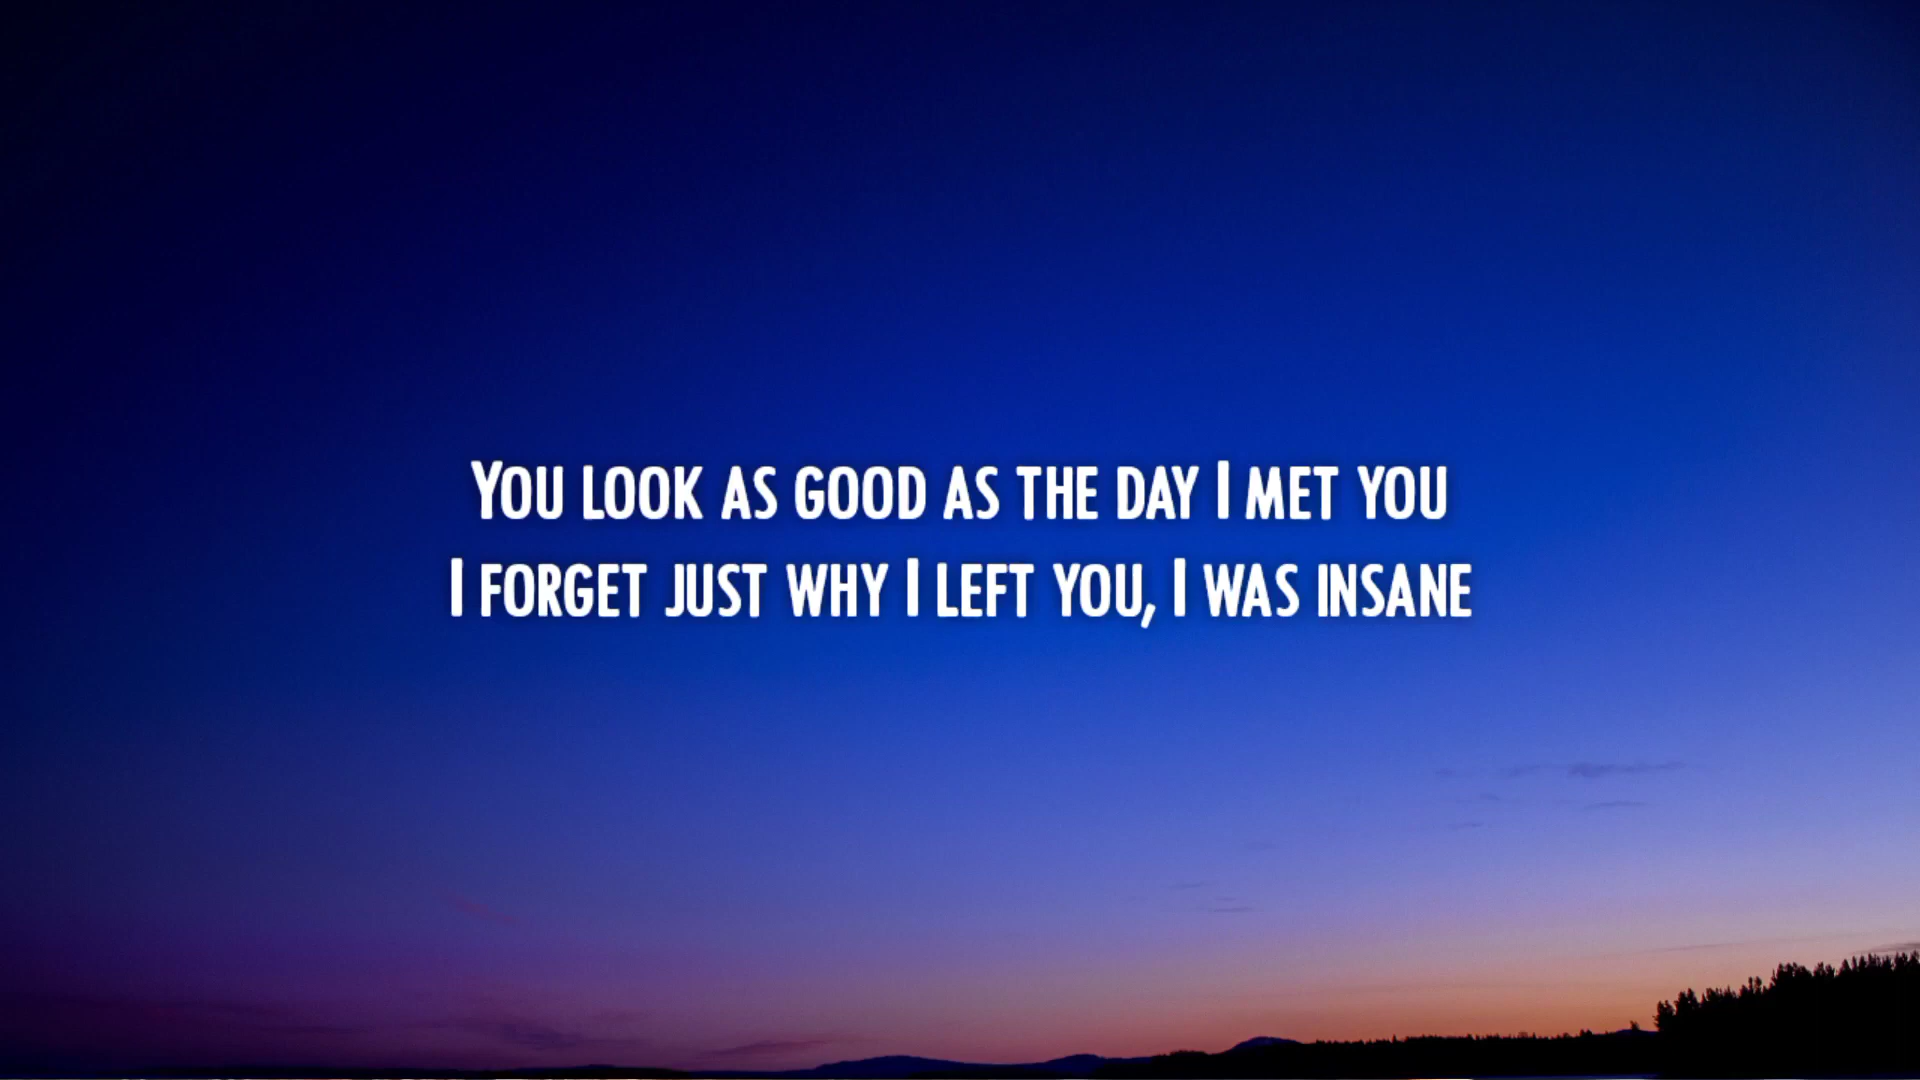 You look as good as the day I met you
I forget just why I left you, I was insane